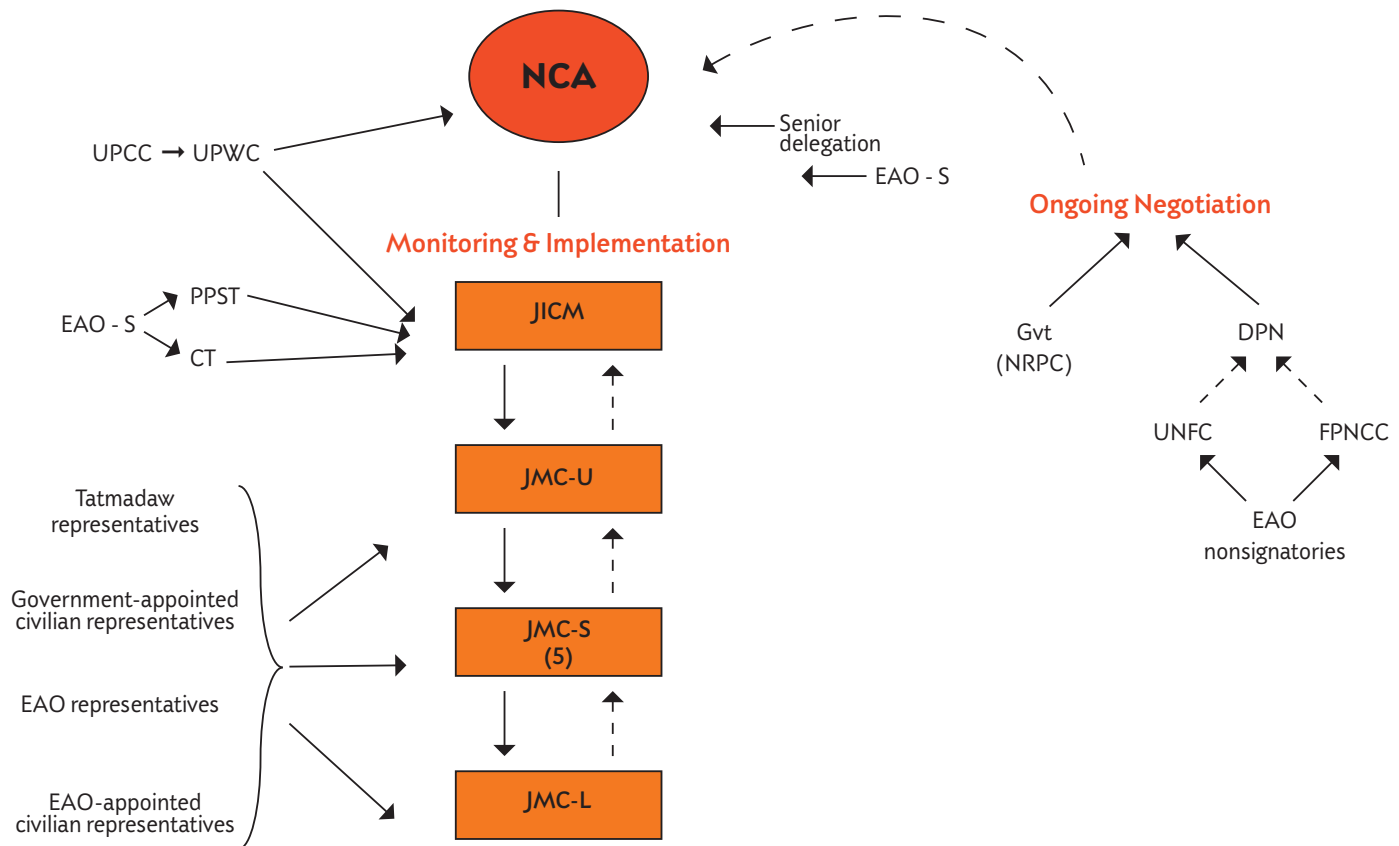 NCA
Senior
delegation
UPCC → UPWC
EAO - S
Ongoing Negotiation
Monitoring & Implementation
PPST
JICM
EAO - S
CT
Gvt
(NRPC)
DPN
UNFC
FPNCC
JMC-U
Tatmadaw
representatives
EAO
nonsignatories
Government-appointed
civilian representatives
JMC-S
(5)
EAO representatives
JMC-L
EAO-appointed
civilian representatives